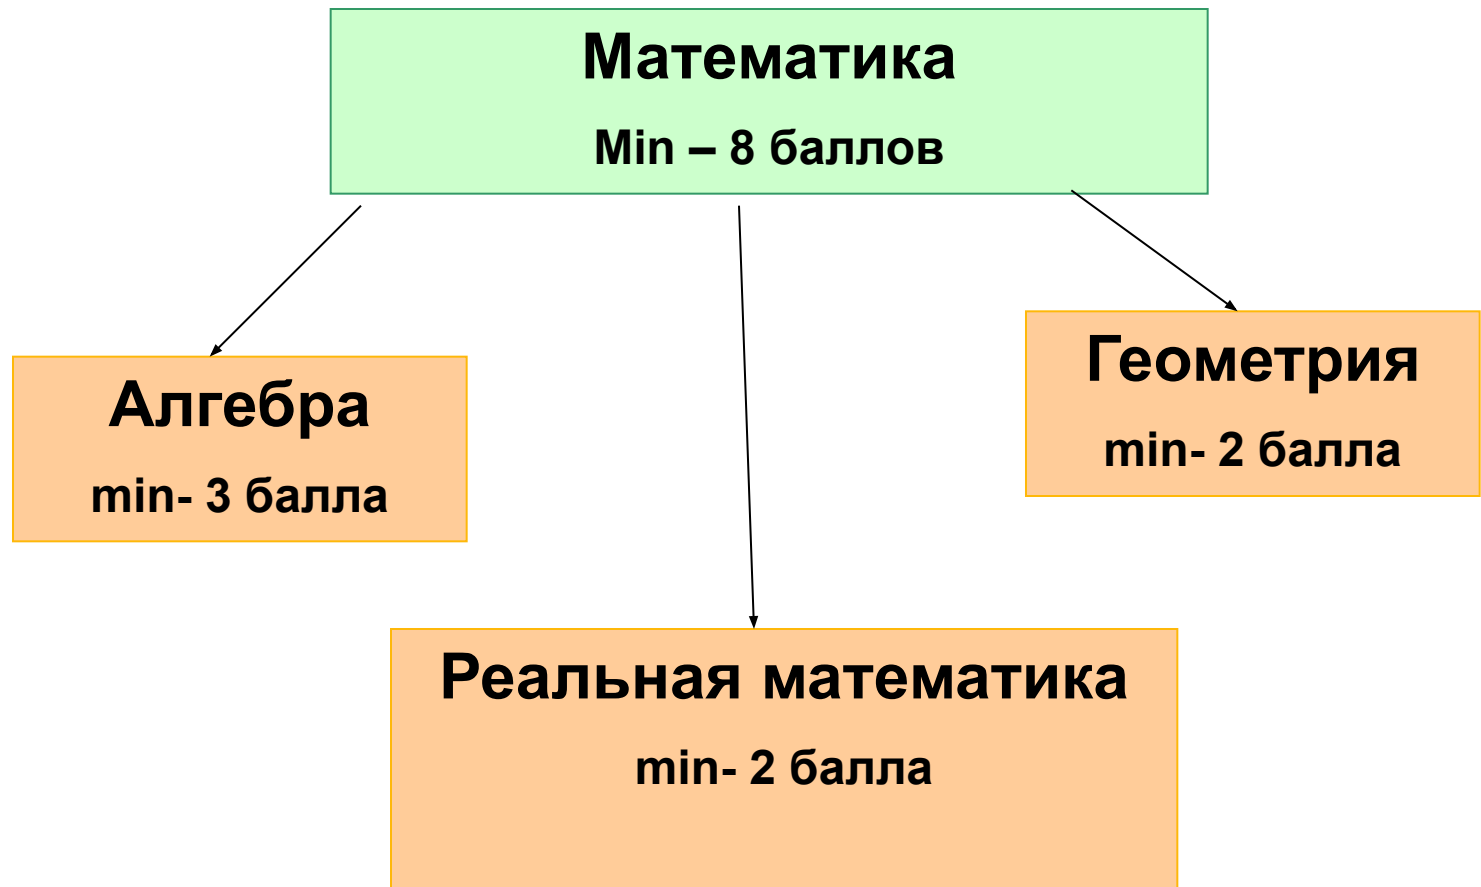 Математика
Min – 8 баллов
Алгебра
min- 3 балла
Геометрия
min- 2 балла
Реальная математика
min- 2 балла